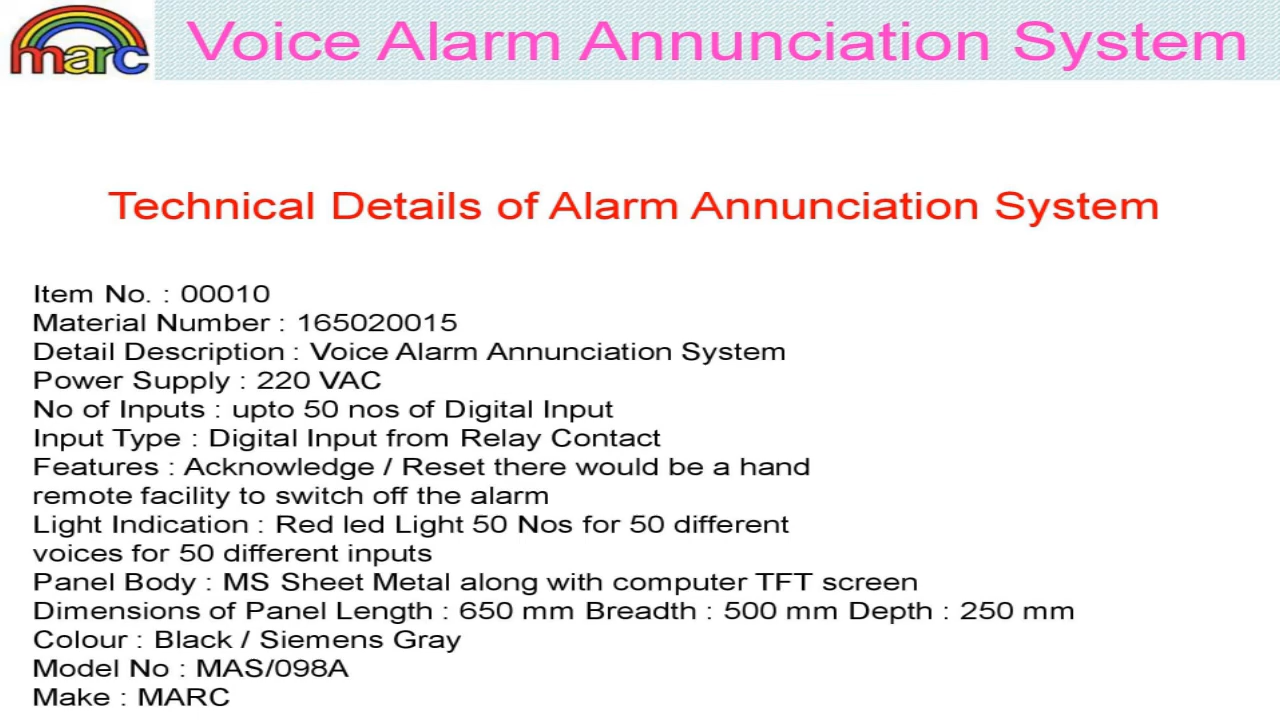 marc
Voice Alarm Annunciation System
Technical Details of Alarm Annunciation System
Item No. : 00010
Material Number : 165020015
Detail Description : Voice Alarm Annunciation System
Power Supply : 220 VAC
No of Inputs : upto 50 nos of Digital Input
Input Type : Digital Input from Relay Contact
Features : Acknowledge / Reset there would be a hand
remote facility to switch off the alarm
Light Indication : Red led Light 50 Nos for 50 different
voices for 50 different inputs
Panel Body : MS Sheet Metal along with computer TFT screen
Dimensions of Panel Length : 650 mm Breadth : 500 mm Depth : 250 mm
Colour : Black / Siemens Gray
Model No : MAS/098A
Make : MARC